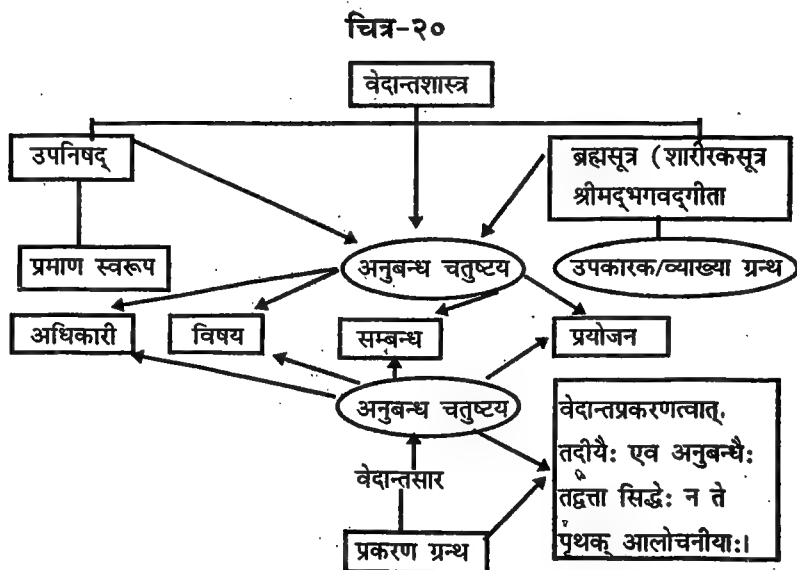 चित्र-२०
वेदान्तशास्त्र
उपनिषद्
ब्रह्मसूत्र (शारीरकसूत्र
श्रीमद्‌भगवद्‌गीता
प्रमाण स्वरूप
अनुबन्ध चतुष्टय
उपकारक/व्याख्या ग्रन्थ
अधिकारी
विषय
सम्बन्ध
प्रयोजन
अनुबन्ध चतुष्टय
वेदान्तप्रकरणत्वात्,
तदीयैः एव अनुबन्धैः
तद्वत्ता सिद्धेः न ते
पृथक् आलोचनीयाः।
वेदान्तसार
प्रकरण ग्रन्थ